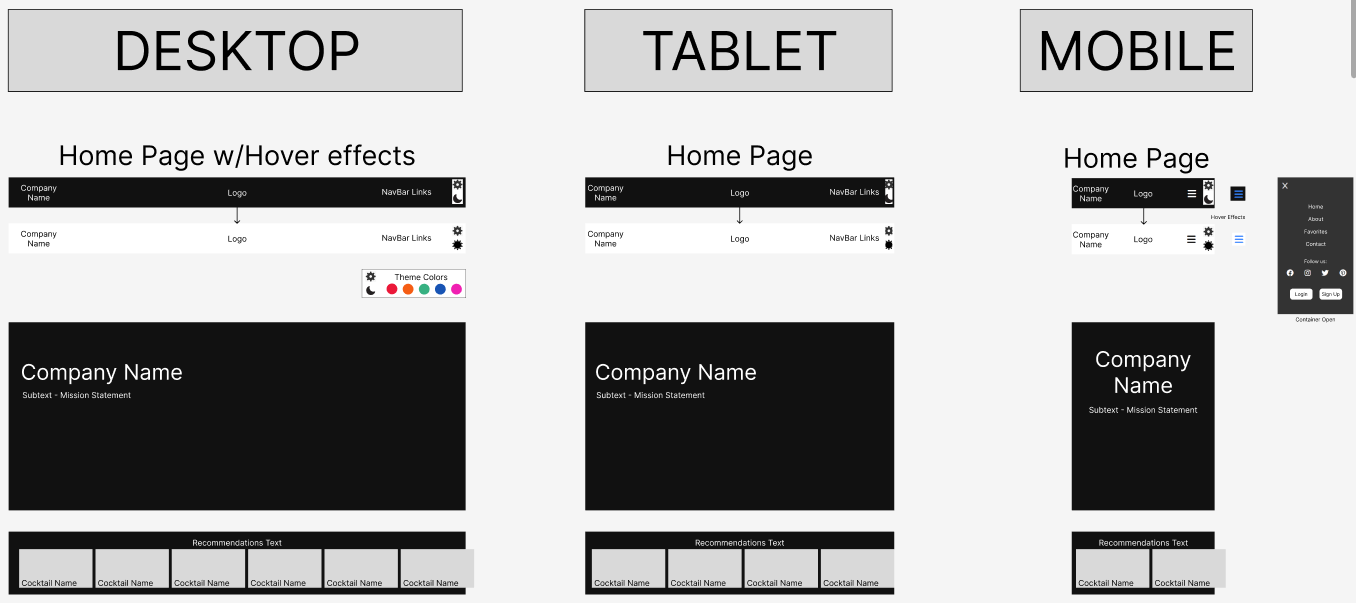 DESKTOP
TABLET
MOBILE
Home Page w/Hover effects
Home Page
Home Page
Company
Name
Logo
NavBar Links
Company
Name
Logo
NavBar Links
Company
Name
Logo
Company
Name
Logo
NavBar Links
Company
Name
Logo
NavBar Links
Company
Name
Logo
Hover Effects
X
Home
About
Favorites
Contact
Follow us:
Login
Sign Up
Container Open
Theme Colors
Company Name
Subtext - Mission Statement
Company Name
Subtext - Mission Statement
Company
Name
Subtext - Mission Statement
Recommendations Text
Cocktail Name
Cocktail Name
Cocktail Name
Cocktail Name
Cocktail Name
Cocktail Name
Recommendations Text
Cocktail Name
Cocktail Name
Cocktail Name
Cocktail Name
Recommendations Text
Cocktail Name
Cocktail Name